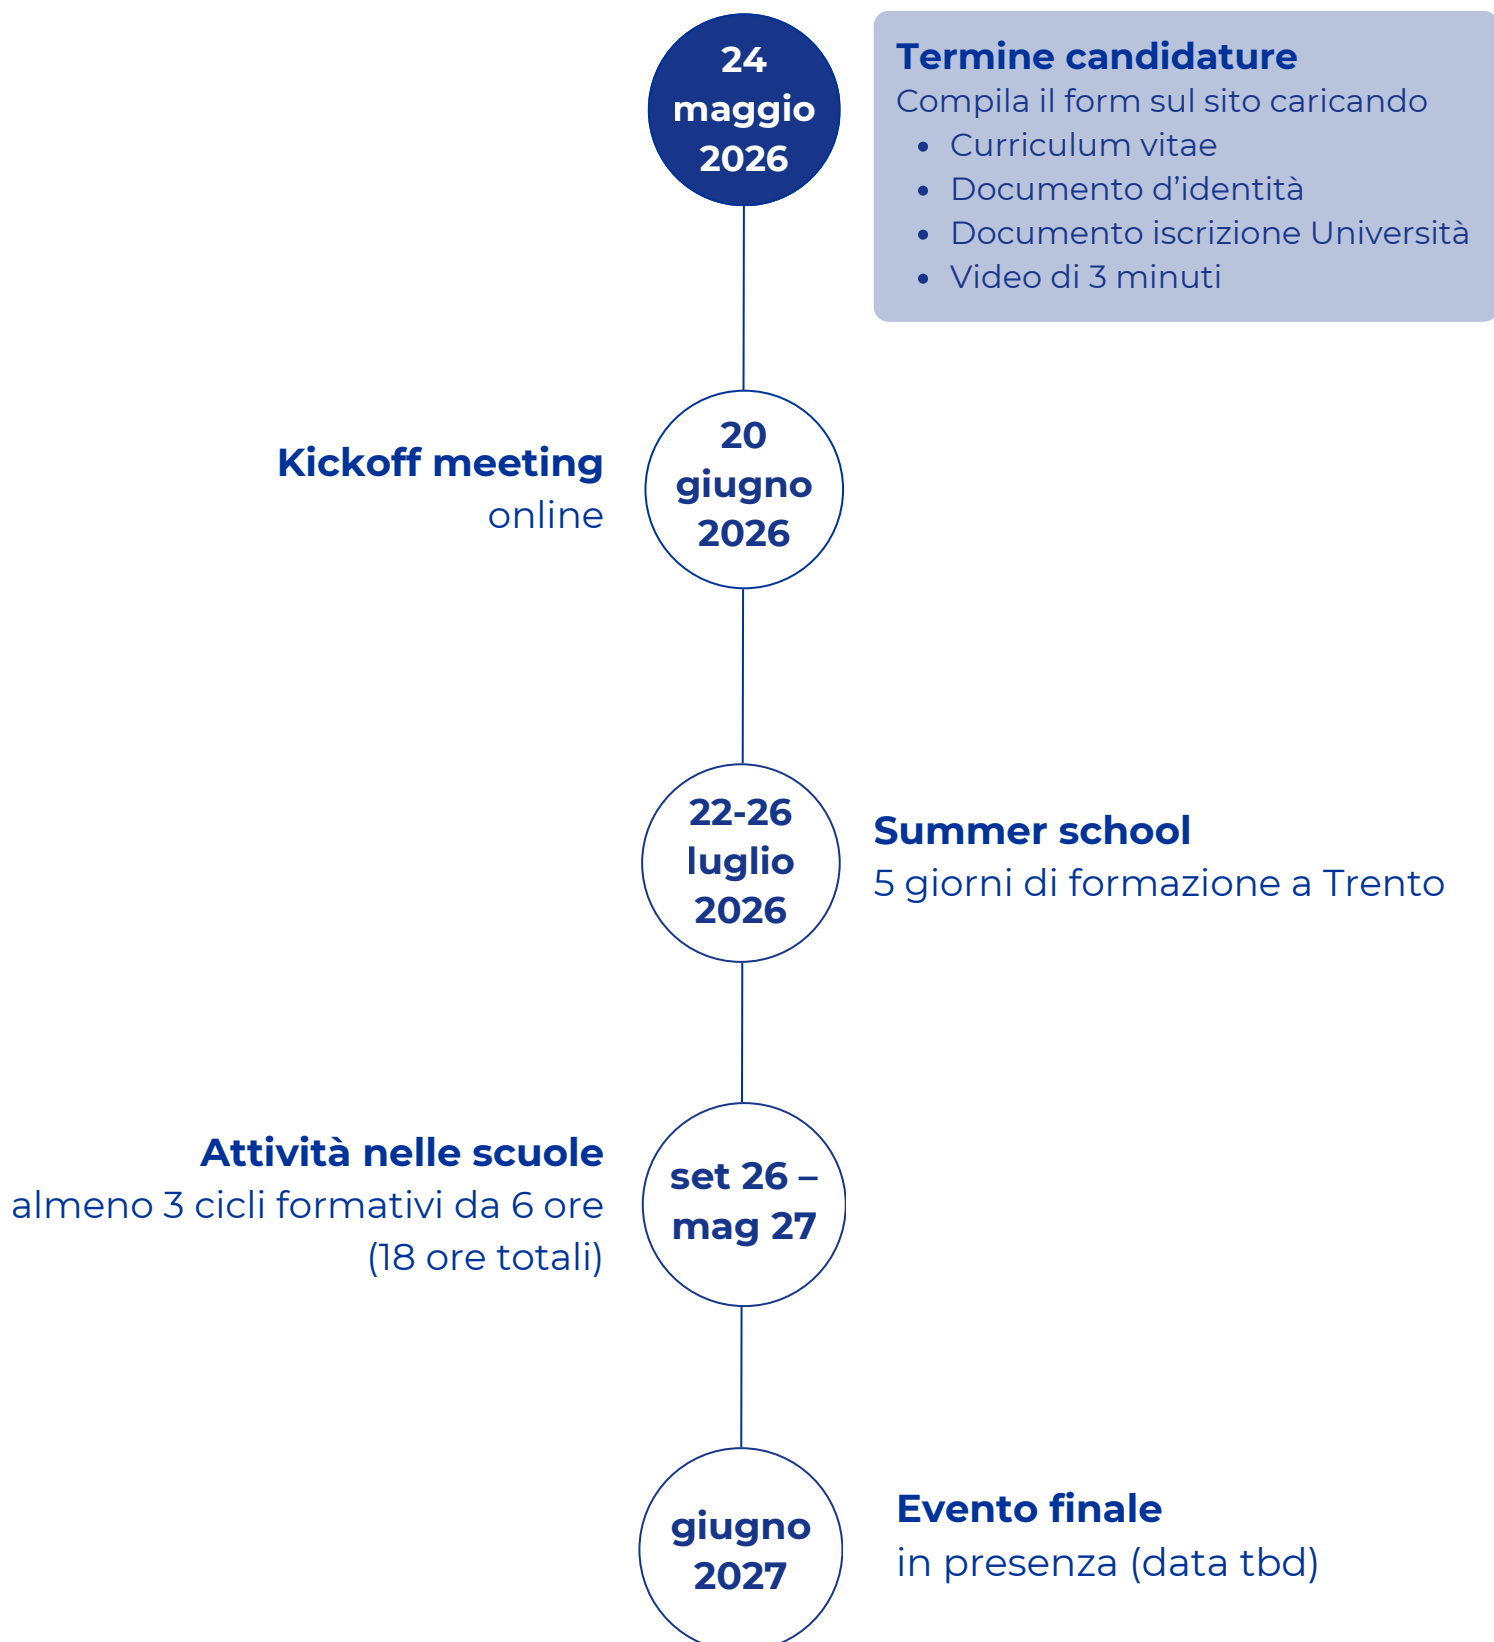 24
maggio
2026
Termine candidature
Compila il form sul sito caricando
• Curriculum vitae
• Documento d’identità
• Documento iscrizione Università
• Video di 3 minuti
Kickoff meeting
online
20
giugno
2026
22-26
luglio
2026
Summer school
5 giorni di formazione a Trento
Attività nelle scuole
almeno 3 cicli formativi da 6 ore
(18 ore totali)
set 26 –
mag 27
giugno
2027
Evento finale
in presenza (data tbd)